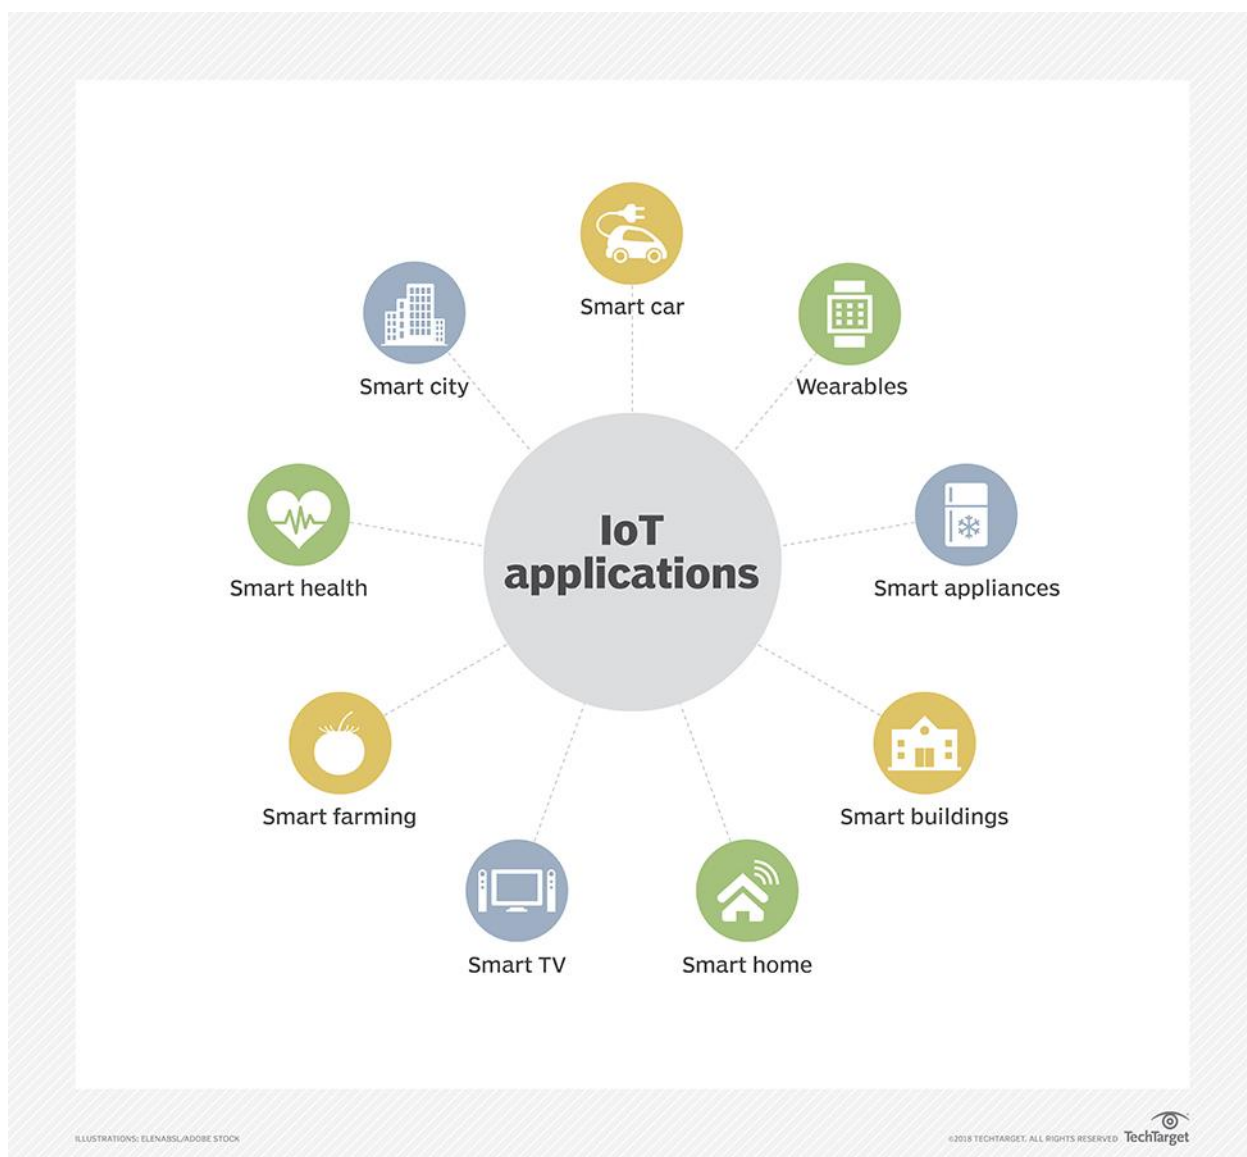 Smart car
Smart city
Wearables
IoT
applications
Smart health
Smart appliances
Smart farming
Smart buildings
Smart TV
Smart home
ILLUSTRATIONS: ELENABSL/ADOBE STOCK
©2018 TECHTARGET. ALL RIGHTS RESERVED TechTarget